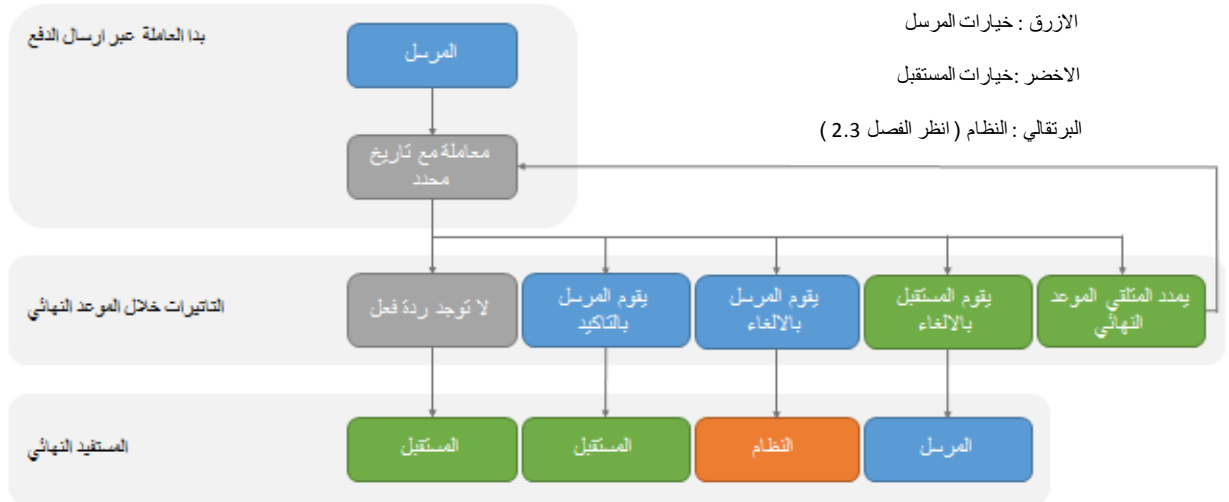 الازرق : خيارات المرسل
الاخضر :خيارات المستقبل
البرتقالي : النظام ( انظر الفصل 2.3 )
بدا العاملة عبر ارسال الدفع
المرسل
معاملة مع تاريخ
محدد
التاثيرات خلال الموعد النهائي
لا توجد ردة فعل
يقوم المرسل
بالتاكيد
يقوم المرسل
بالالغاء
يقوم المستقبل
بالالغاء
يمدد المتلقي الموعد
النهائي
المستفيد النهائي
المستقبل
المستقبل
النظام
المرسل